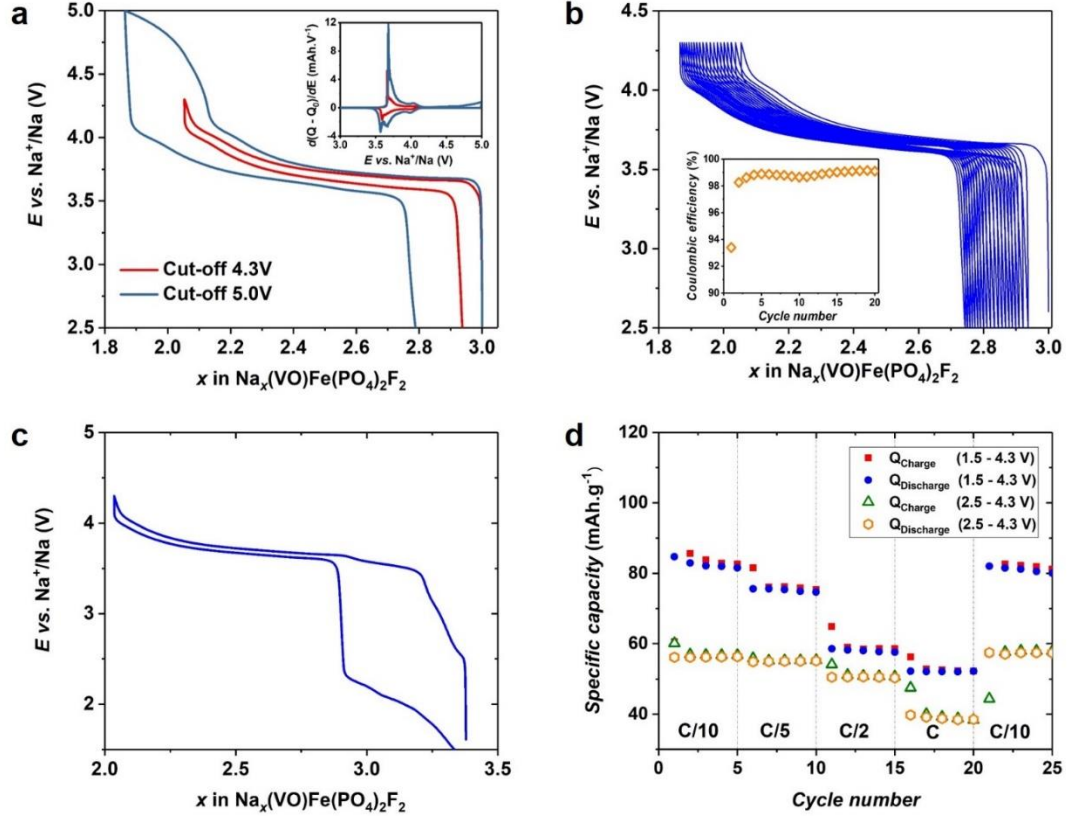 a
5.0
4.5
4.0
3.5
3.0
2.5
E vs. Na⁺/Na (V)
1.8 2.0 2.2 2.4 2.6 2.8 3.0
x in Naₓ(VO)Fe(PO₄)₂F₂
Cut-off 4.3V
Cut-off 5.0V
12
8
4
0
-4
d(Q - Q₀)/dE (mAh.V⁻¹)
3.0 3.5 4.0 4.5 5.0
E vs. Na⁺/Na (V)
b
4.5
4.0
3.5
3.0
2.5
E vs. Na⁺/Na (V)
1.8 2.0 2.2 2.4 2.6 2.8 3.0
x in Naₓ(VO)Fe(PO₄)₂F₂
100
98
96
94
92
90
Coulombic efficiency (%)
0 5 10 15 20
Cycle number
c
5
4
3
2
E vs. Na⁺/Na (V)
2.0 2.5 3.0 3.5
x in Naₓ(VO)Fe(PO₄)₂F₂
d
120
100
80
60
40
Specific capacity (mAh.g⁻¹)
Q_Charge (1.5 - 4.3 V)
Q_Discharge (1.5 - 4.3 V)
Q_Charge (2.5 - 4.3 V)
Q_Discharge (2.5 - 4.3 V)
C/10 C/5 C/2 C C/10
0 5 10 15 20 25
Cycle number